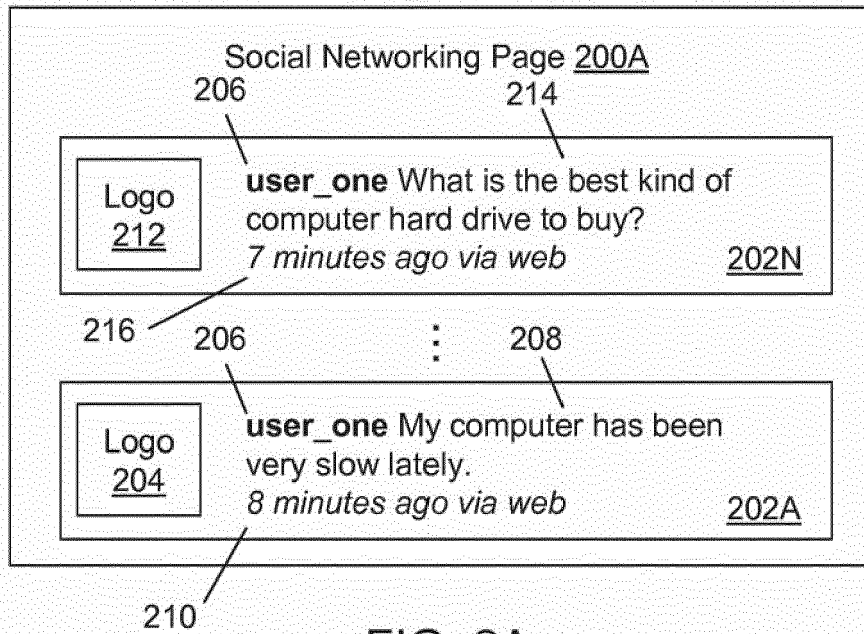 Social Networking Page 200A
206 214
Logo
212
user_one What is the best kind of
computer hard drive to buy?
7 minutes ago via web
202N
216 206 208
Logo
204
user_one My computer has been
very slow lately.
8 minutes ago via web
202A
210